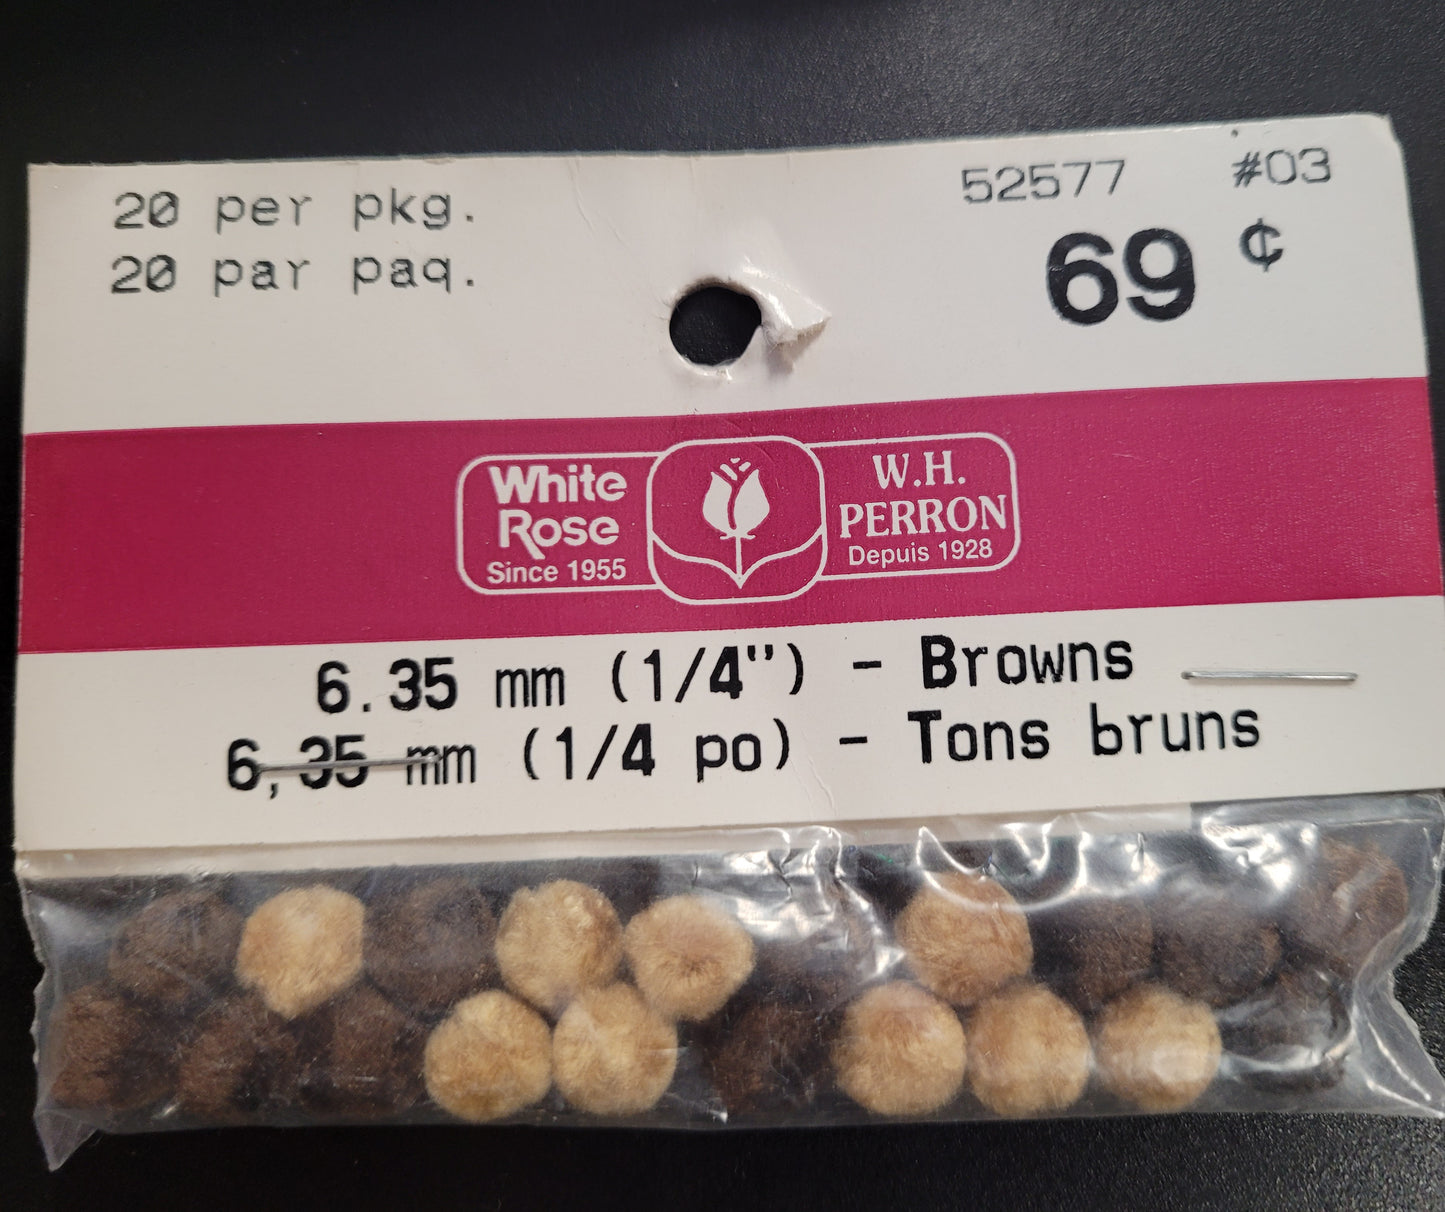 20 per pkg.
20 par paq.
52577 #03
69 ¢
White
Rose
Since 1955
W.H.
PERRON
Depuis 1928
6.35 mm (1/4") - Browns
6,35 mm (1/4 po) - Tons bruns